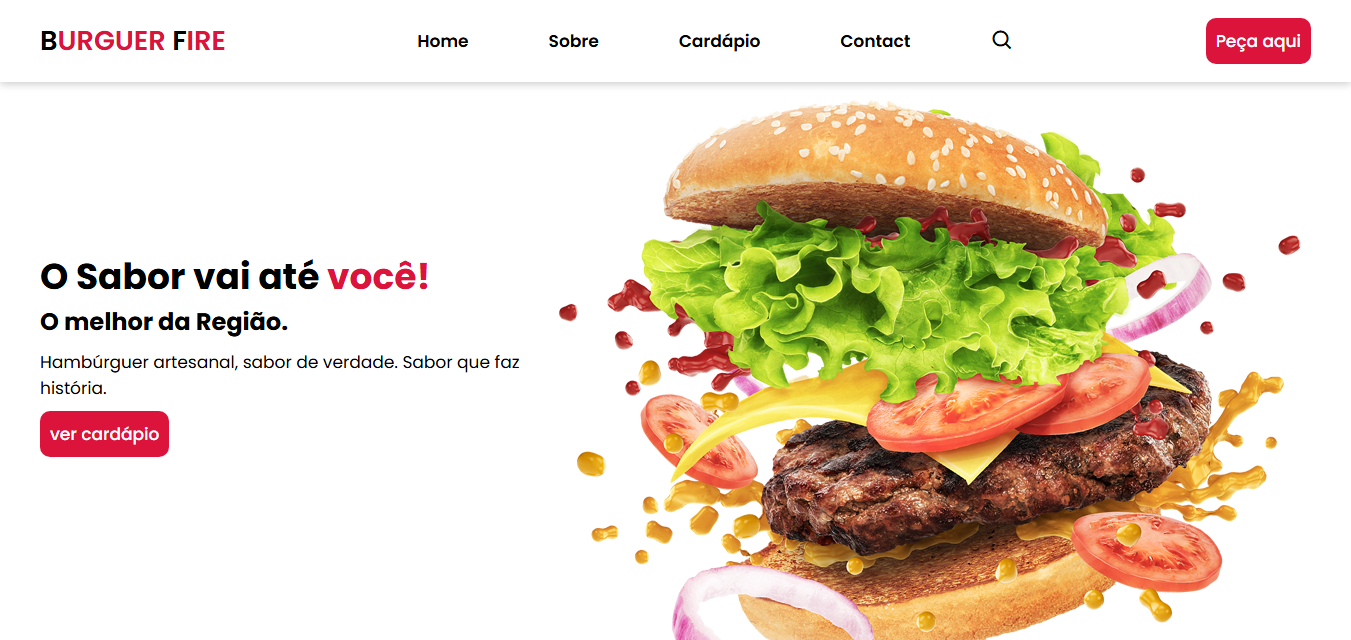 BURGUER FIRE
Home
Sobre
Cardápio
Contact
Peça aqui
O Sabor vai até você!
O melhor da Região.
Hambúrguer artesanal, sabor de verdade. Sabor que faz
história.
ver cardápio